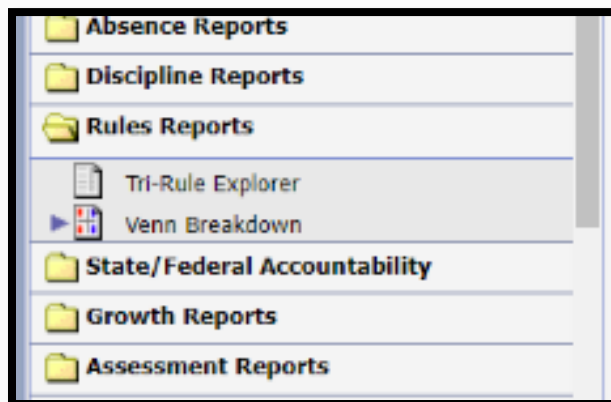 Absence Reports
Discipline Reports
Rules Reports
Tri-Rule Explorer
Venn Breakdown
State/Federal Accountability
Growth Reports
Assessment Reports